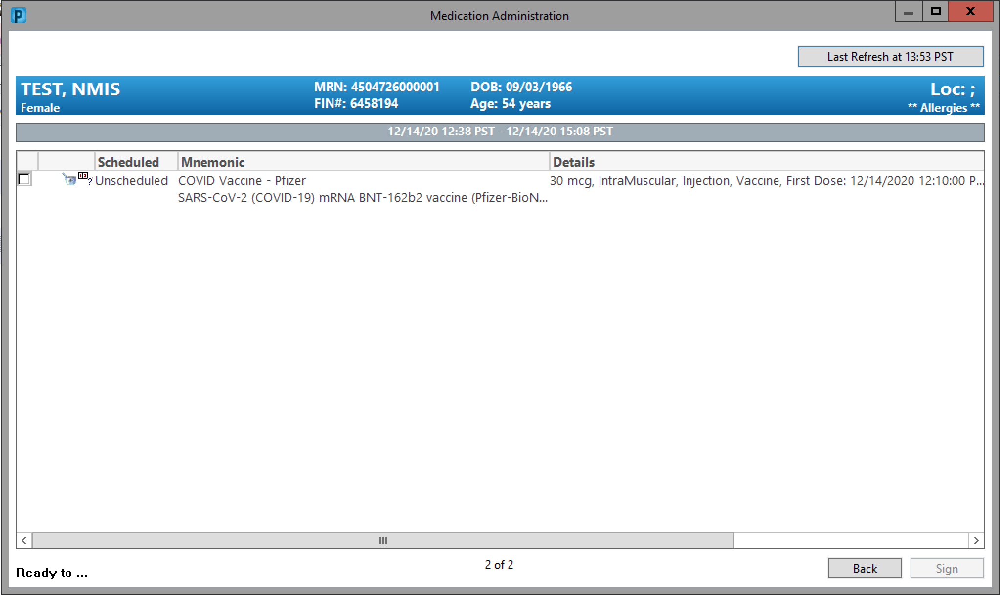 P
Medication Administration
Last Refresh at 13:53 PST
TEST, NMIS
Female
MRN: 4504726000001
FIN#: 6458194
DOB: 09/03/1966
Age: 54 years
Loc: ;
** Allergies **
12/14/20 12:38 PST - 12/14/20 15:08 PST
Scheduled Mnemonic Details
Unscheduled COVID Vaccine - Pfizer 30 mcg, IntraMuscular, Injection, Vaccine, First Dose: 12/14/2020 12:10:00 P...
SARS-CoV-2 (COVID-19) mRNA BNT-162b2 vaccine (Pfizer-BioN...
Ready to ...
2 of 2
Back
Sign